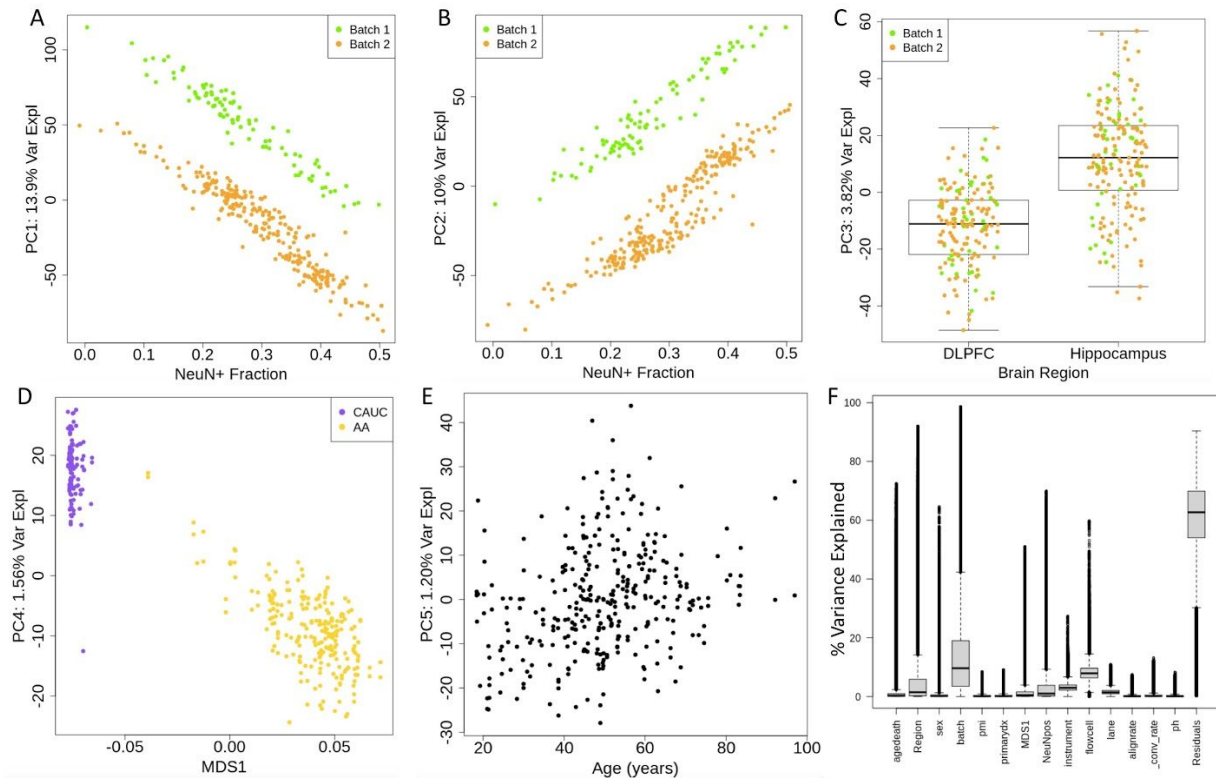 A
Batch 1
Batch 2
PC1: 13.9% Var Expl
100
50
0
-50
0.0 0.1 0.2 0.3 0.4 0.5
NeuN+ Fraction
B
Batch 1
Batch 2
PC2: 10% Var Expl
50
0
-50
0.0 0.1 0.2 0.3 0.4 0.5
NeuN+ Fraction
C
Batch 1
Batch 2
PC3: 3.82% Var Expl
60
40
20
0
-20
-40
DLPFC Hippocampus
Brain Region
D
CAUC
AA
PC4: 1.56% Var Expl
20
10
0
-10
-20
-0.05 0.00 0.05
MDS1
E
PC5: 1.20% Var Expl
40
30
20
10
0
-10
-20
-30
20 30 40 50 60 70 80 90 100
Age (years)
F
% Variance Explained
100
80
60
40
20
0
agedeath
Region
sex
batch
pmi
primarydx
MDS1
NeuNpos
instrument
flowcell
lane
alignrate
_conv_rate
ph
Residuals